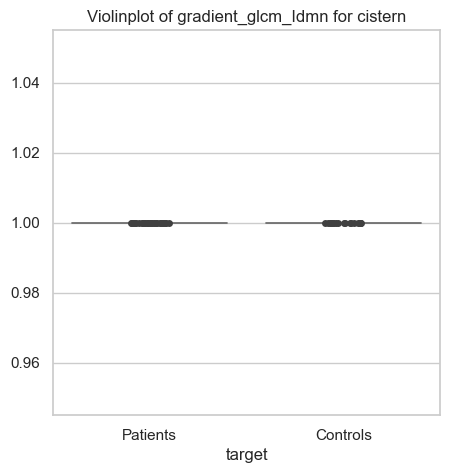 Violinplot of gradient_glcm_Idmn for cistern
1.04
1.02
1.00
0.98
0.96
Patients
Controls
target